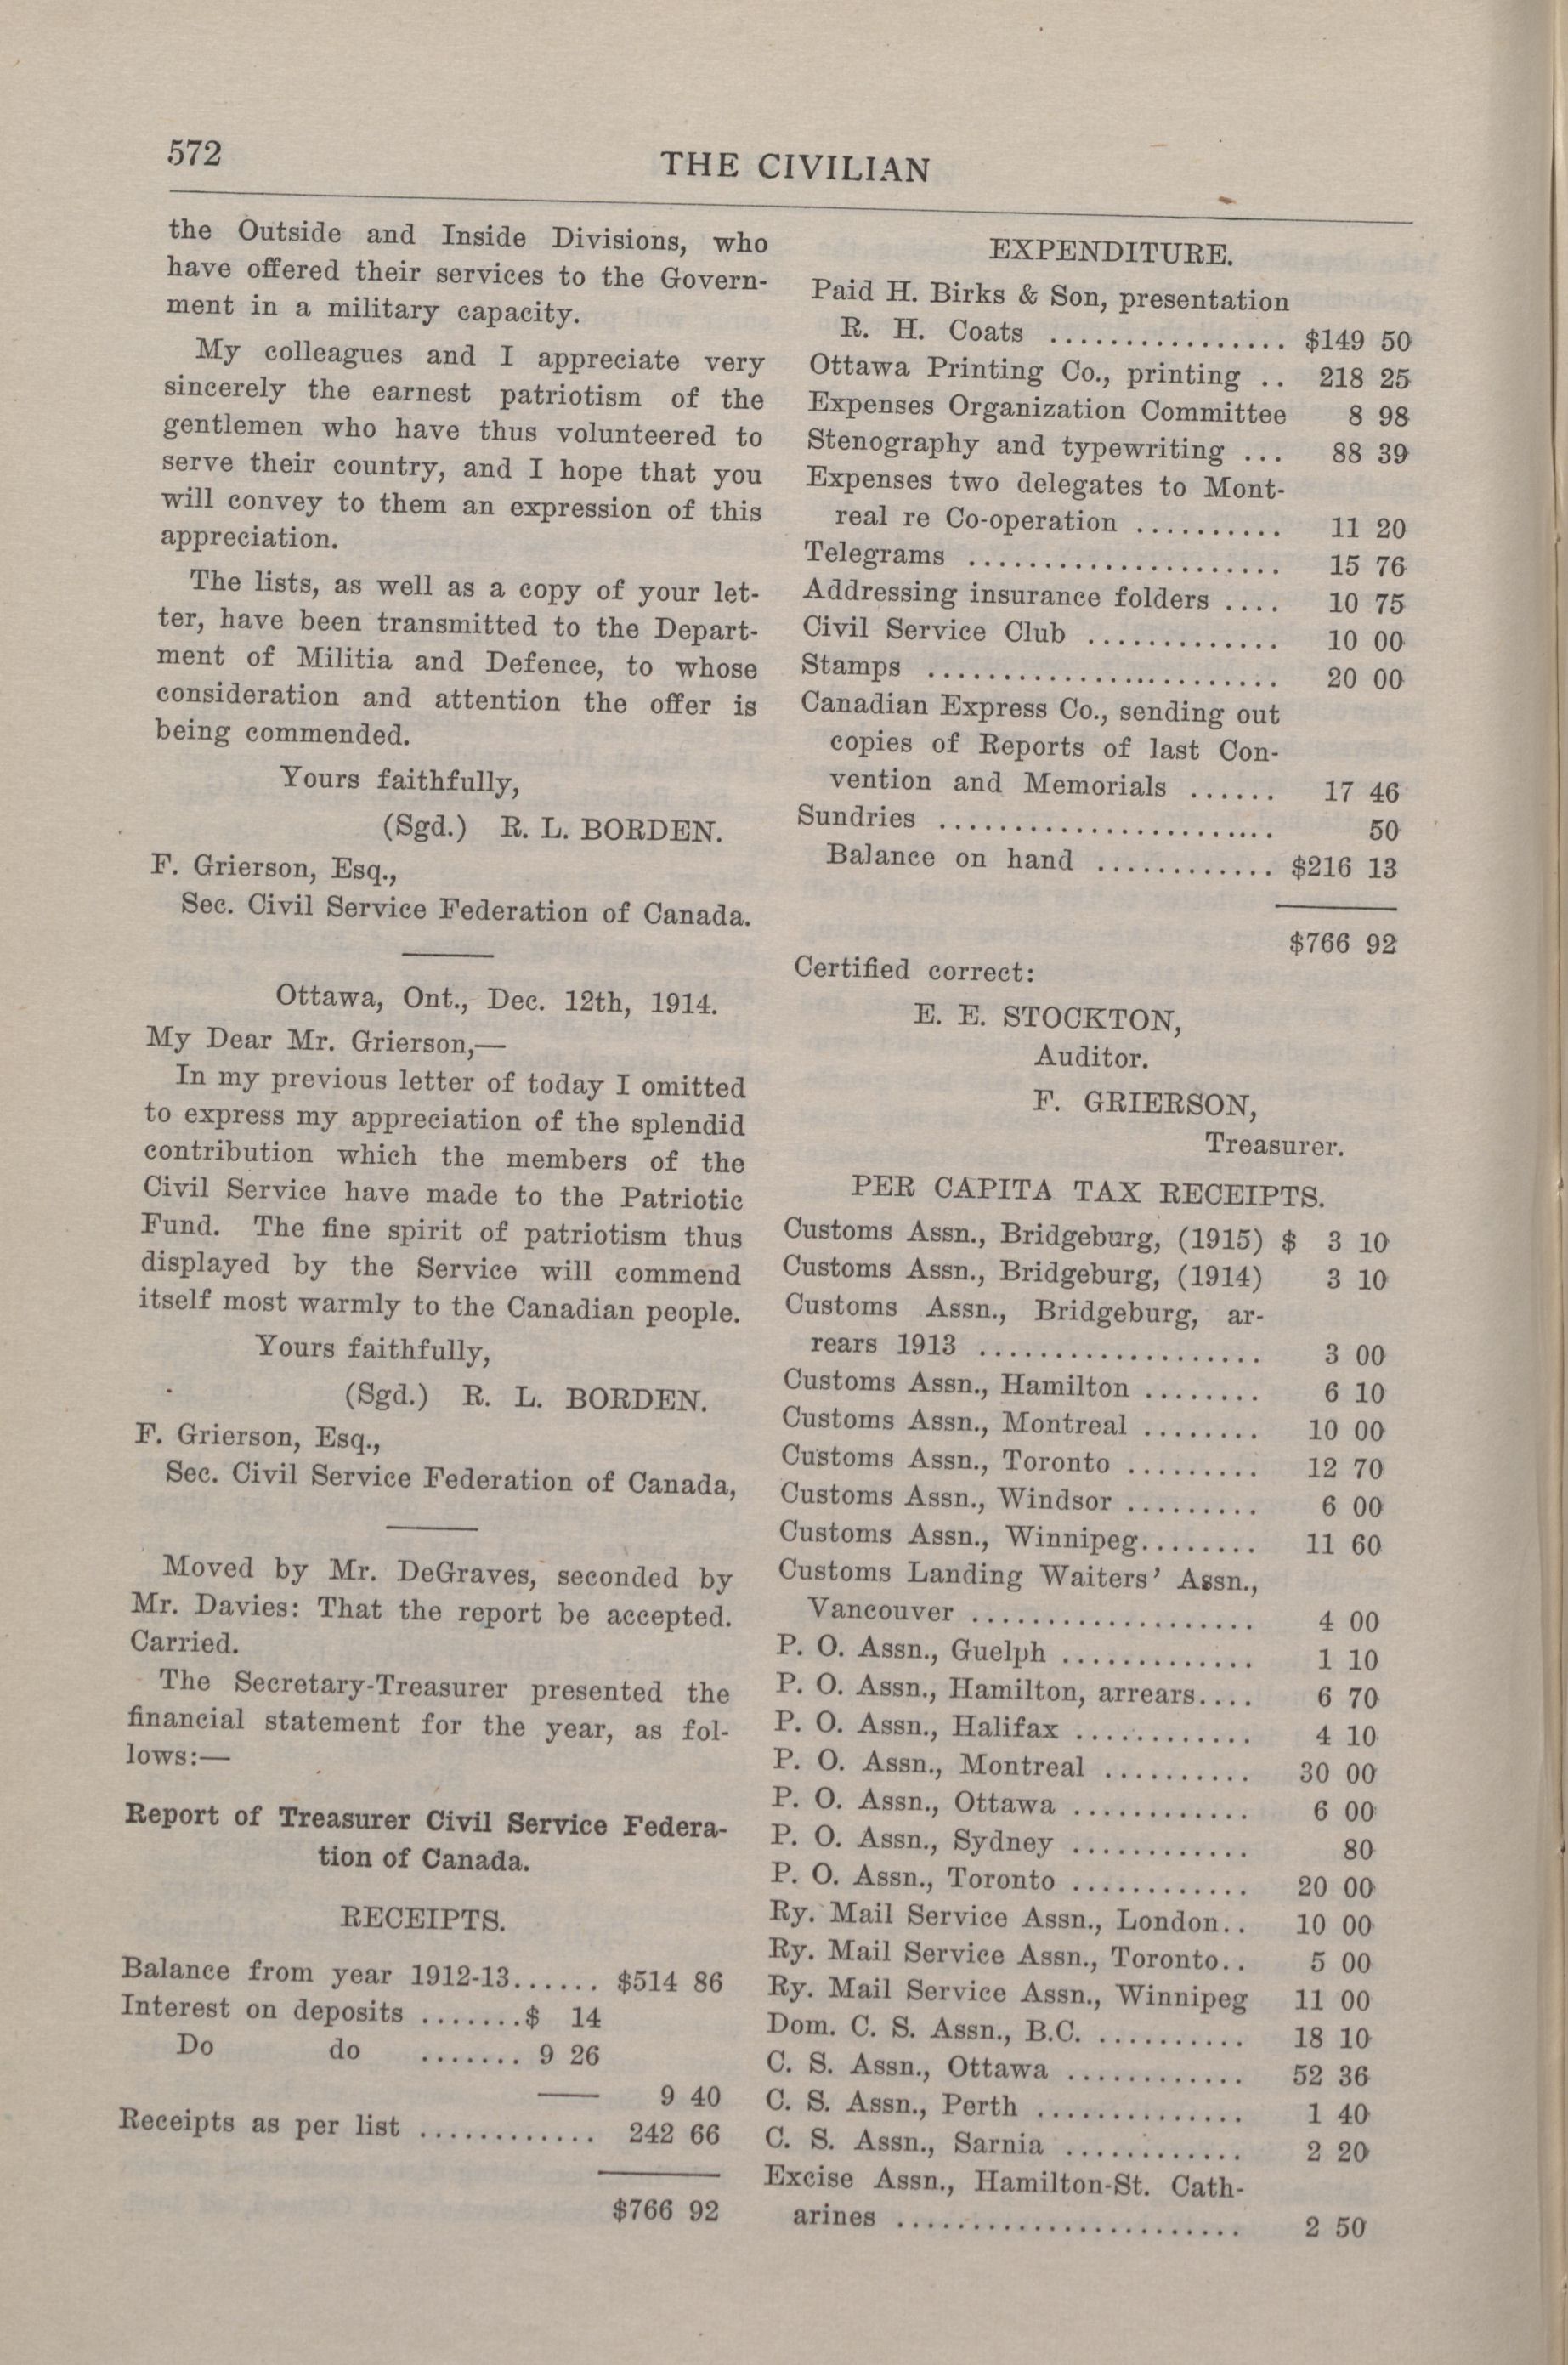 572
THE CIVILIAN
the Outside and Inside Divisions, who
have offered their services to the Govern-
ment in a military capacity.
My colleagues and I appreciate very
sincerely the earnest patriotism of the
gentlemen who have thus volunteered to
serve their country, and I hope that you
will convey to them an expression of this
appreciation.
The lists, as well as a copy of your let-
ter, have been transmitted to the Depart-
ment of Militia and Defence, to whose
consideration and attention the offer is
being commended.
Yours faithfully,
(Sgd.) R. L. BORDEN.
F. Grierson, Esq.,
Sec. Civil Service Federation of Canada.
Ottawa, Ont., Dec. 12th, 1914.
My Dear Mr. Grierson,—
In my previous letter of today I omitted
to express my appreciation of the splendid
contribution which the members of the
Civil Service have made to the Patriotic
Fund. The fine spirit of patriotism thus
displayed by the Service will commend
itself most warmly to the Canadian people.
Yours faithfully,
(Sgd.) R. L. BORDEN.
F. Grierson, Esq.,
Sec. Civil Service Federation of Canada,
Moved by Mr. DeGraves, seconded by
Mr. Davies: That the report be accepted.
Carried.
The Secretary-Treasurer presented the
financial statement for the year, as fol-
lows:—
Report of Treasurer Civil Service Federa-
tion of Canada.
RECEIPTS.
Balance from year 1912-13...... $514 86
Interest on deposits .......$ 14
Do do ....... 9 26
9 40
Receipts as per list ............ 242 66
$766 92
EXPENDITURE.
Paid H. Birks & Son, presentation
R. H. Coats ................ $149 50
Ottawa Printing Co., printing .. 218 25
Expenses Organization Committee 8 98
Stenography and typewriting ... 88 39
Expenses two delegates to Mont-
real re Co-operation .......... 11 20
Telegrams ..................... 15 76
Addressing insurance folders .... 10 75
Civil Service Club ............. 10 00
Stamps ........................ 20 00
Canadian Express Co., sending out
copies of Reports of last Con-
vention and Memorials ...... 17 46
Sundries ....................... 50
Balance on hand ............ $216 13
$766 92
Certified correct:
E. E. STOCKTON,
Auditor.
F. GRIERSON,
Treasurer.
PER CAPITA TAX RECEIPTS.
Customs Assn., Bridgeburg, (1915) $ 3 10
Customs Assn., Bridgeburg, (1914) 3 10
Customs Assn., Bridgeburg, ar-
rears 1913 ................... 3 00
Customs Assn., Hamilton ........ 6 10
Customs Assn., Montreal ........ 10 00
Customs Assn., Toronto ......... 12 70
Customs Assn., Windsor ......... 6 00
Customs Assn., Winnipeg........ 11 60
Customs Landing Waiters' Assn.,
Vancouver ................... 4 00
P. O. Assn., Guelph ............. 1 10
P. O. Assn., Hamilton, arrears.... 6 70
P. O. Assn., Halifax ............ 4 10
P. O. Assn., Montreal .......... 30 00
P. O. Assn., Ottawa ............ 6 00
P. O. Assn., Sydney ............ 80
P. O. Assn., Toronto ............ 20 00
Ry. Mail Service Assn., London.. 10 00
Ry. Mail Service Assn., Toronto.. 5 00
Ry. Mail Service Assn., Winnipeg 11 00
Dom. C. S. Assn., B.C. .......... 18 10
C. S. Assn., Ottawa ............ 52 36
C. S. Assn., Perth .............. 1 40
C. S. Assn., Sarnia ............ 2 20
Excise Assn., Hamilton-St. Cath-
arines ....................... 2 50